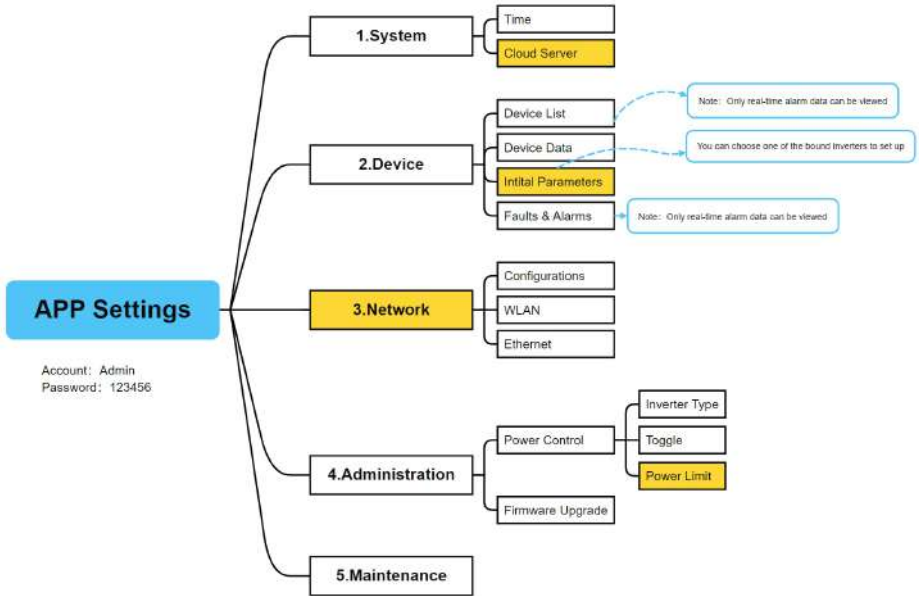 APP Settings
Account: Admin
Password: 123456
1.System
Time
Cloud Server
2.Device
Device List
Note: Only real-time alarm data can be viewed
Device Data
You can choose one of the bound inverters to set up
Intital Parameters
Faults & Alarms
Note: Only real-time alarm data can be viewed
3.Network
Configurations
WLAN
Ethernet
4.Administration
Power Control
Inverter Type
Toggle
Power Limit
Firmware Upgrade
5.Maintenance